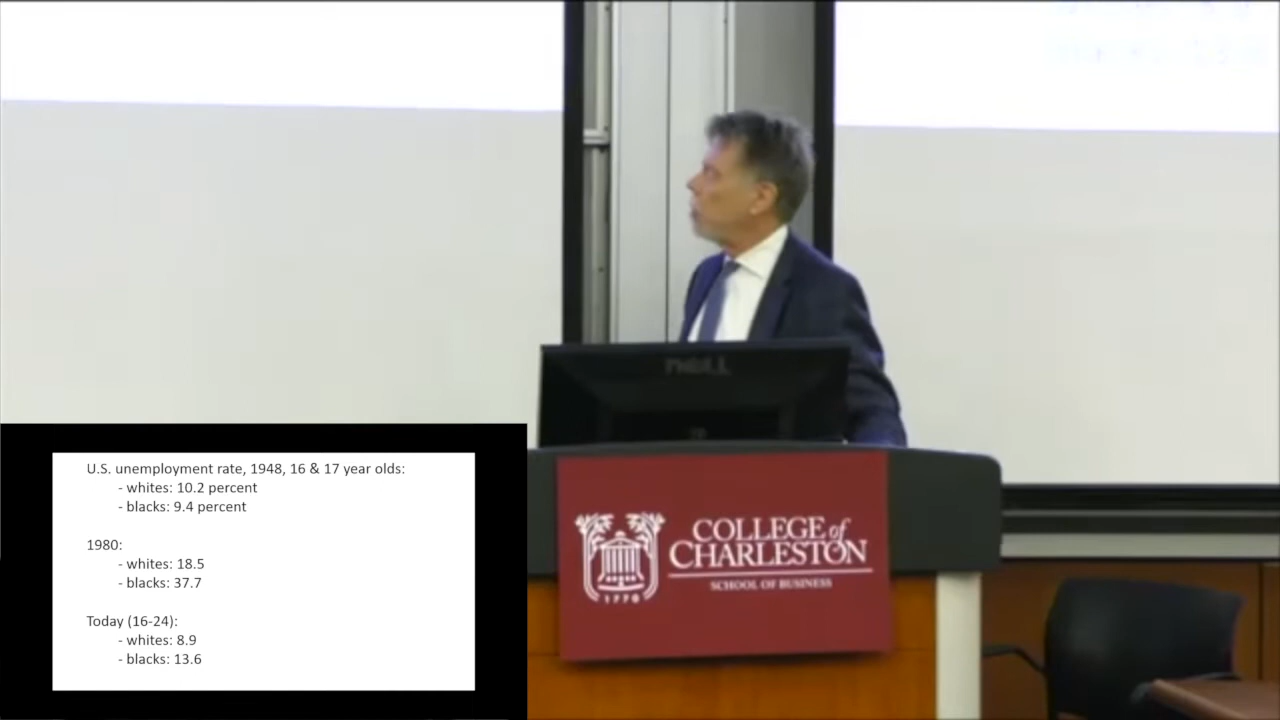 U.S. unemployment rate, 1948, 16 & 17 year olds:
- whites: 10.2 percent
- blacks: 9.4 percent
1980:
- whites: 18.5
- blacks: 37.7
Today (16-24):
- whites: 8.9
- blacks: 13.6
DELL
COLLEGE of
CHARLESTON
SCHOOL OF BUSINESS
1770